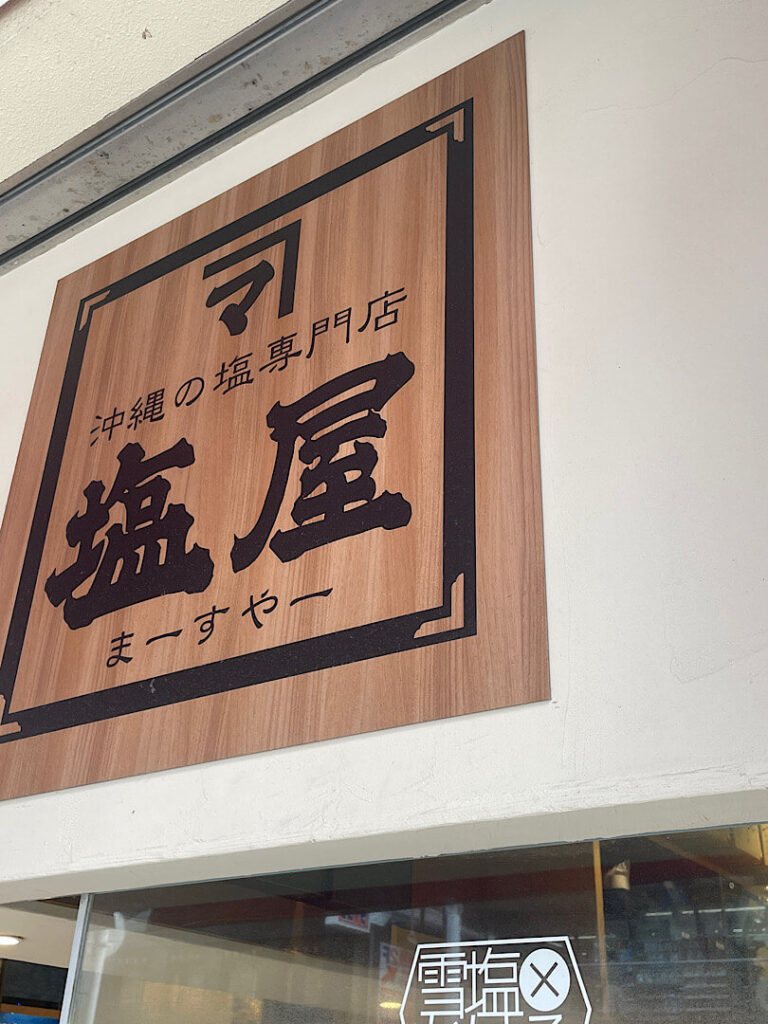 マ
沖縄の塩専門店
塩屋
まーすやー
雪塩×